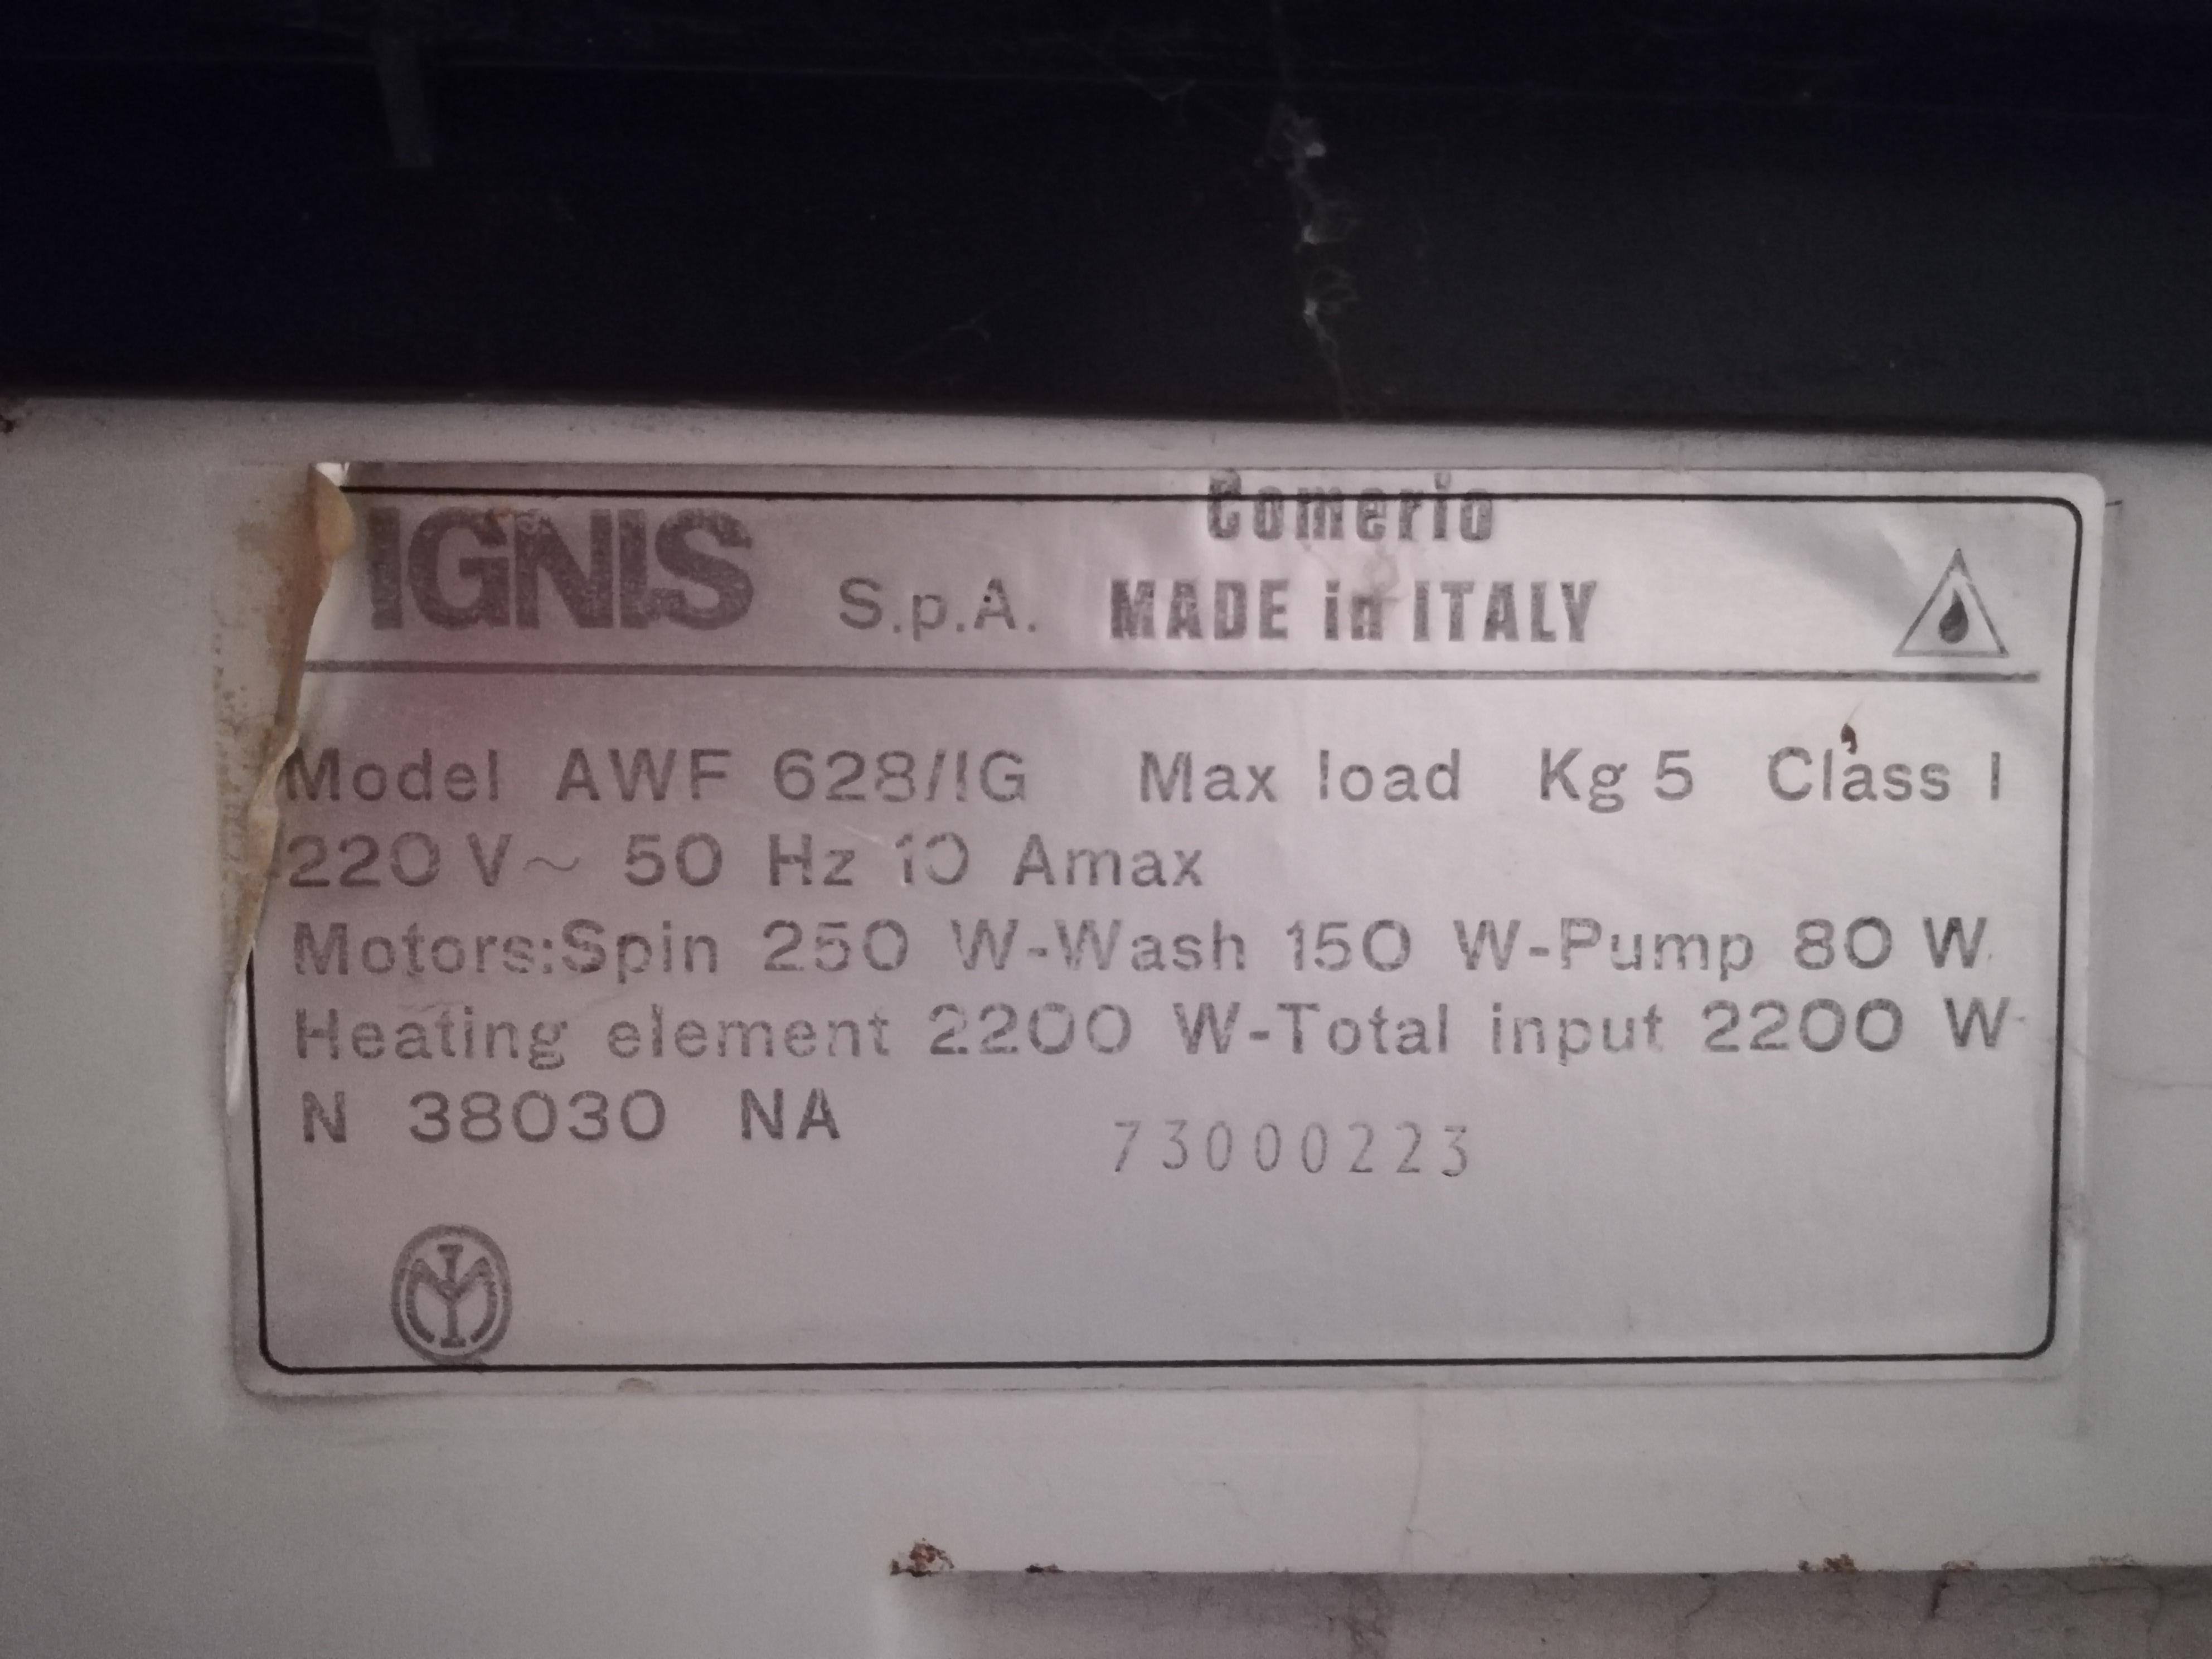 Comerio
IGNIS S.p.A. MADE in ITALY
Model AWF 628/IG Max load Kg 5 Class I
220 V~ 50 Hz 10 Amax
Motors:Spin 250 W-Wash 150 W-Pump 80 W
Heating element 2200 W-Total input 2200 W
N 38030 NA 73000223